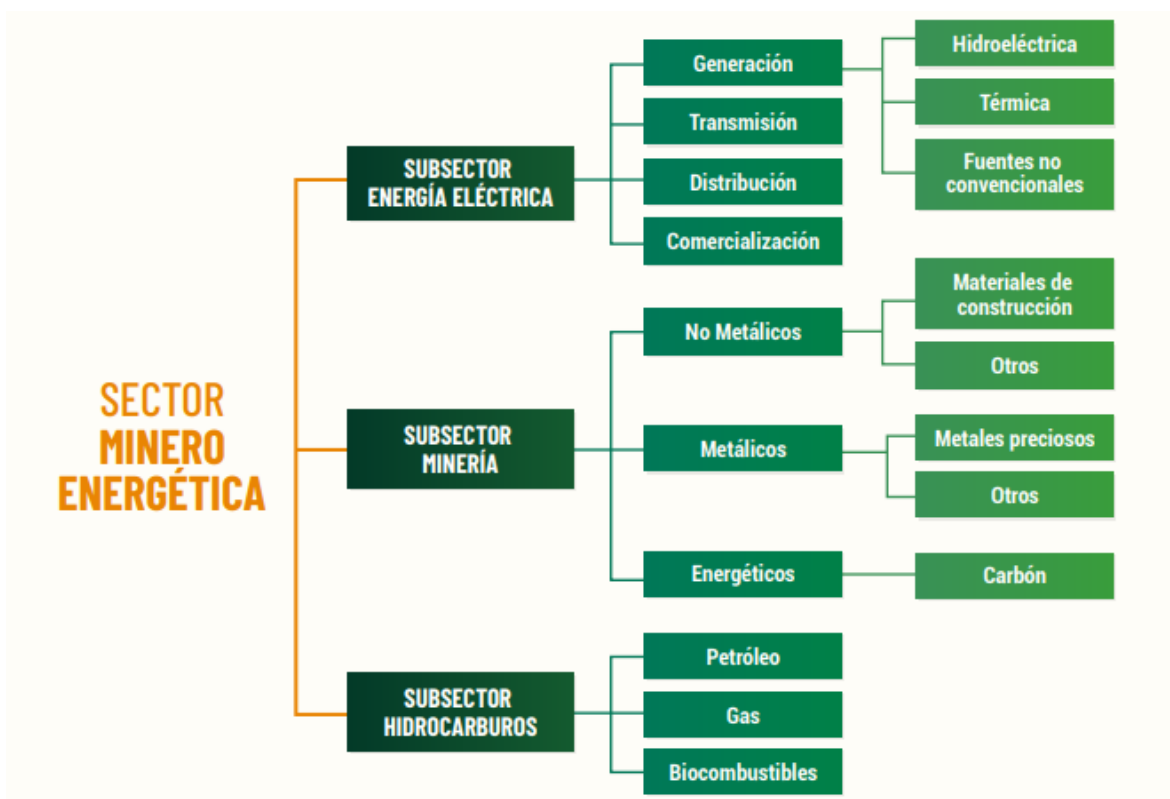 SECTOR
MINERO
ENERGÉTICA
SUBSECTOR
ENERGÍA ELÉCTRICA
Generación
Hidroeléctrica
Térmica
Fuentes no
convencionales
Transmisión
Distribución
Comercialización
SUBSECTOR
MINERÍA
No Metálicos
Materiales de
construcción
Otros
Metálicos
Metales preciosos
Otros
Energéticos
Carbón
SUBSECTOR
HIDROCARBUROS
Petróleo
Gas
Biocombustibles